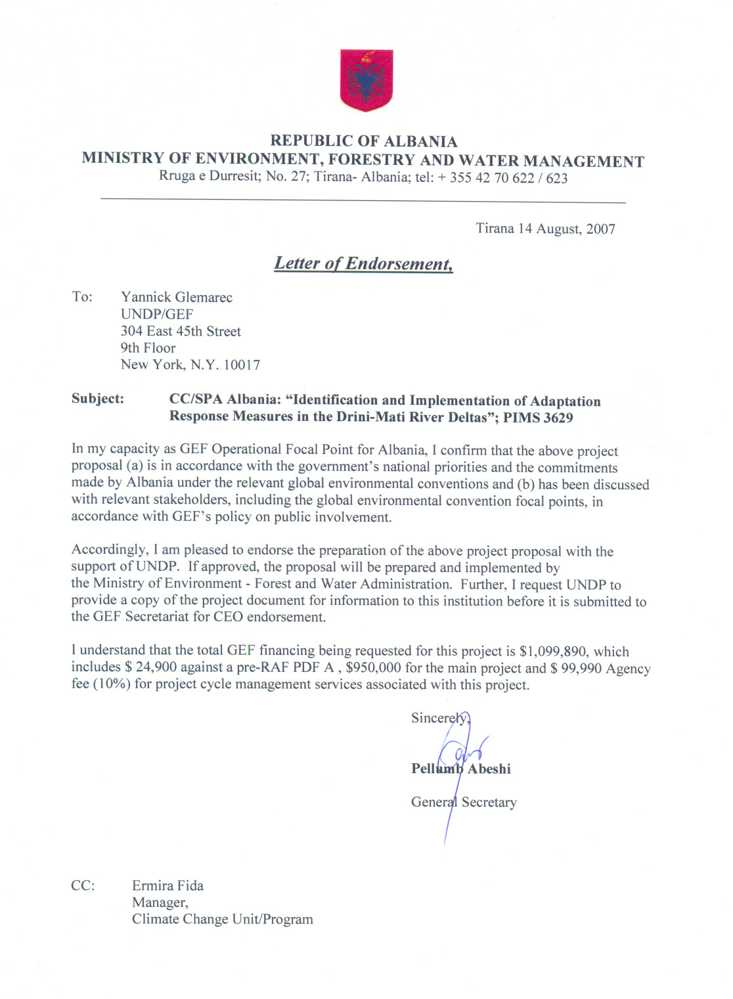 REPUBLIC OF ALBANIA
MINISTRY OF ENVIRONMENT, FORESTRY AND WATER MANAGEMENT
Rruga e Durresit; No. 27; Tirana- Albania; tel: + 355 42 70 622 / 623
Tirana 14 August, 2007
Letter of Endorsement,
To: Yannick Glemarec
UNDP/GEF
304 East 45th Street
9th Floor
New York, N.Y. 10017
Subject: CC/SPA Albania: “Identification and Implementation of Adaptation
Response Measures in the Drini-Mati River Deltas”; PIMS 3629
In my capacity as GEF Operational Focal Point for Albania, I confirm that the above project
proposal (a) is in accordance with the government’s national priorities and the commitments
made by Albania under the relevant global environmental conventions and (b) has been discussed
with relevant stakeholders, including the global environmental convention focal points, in
accordance with GEF’s policy on public involvement.
Accordingly, I am pleased to endorse the preparation of the above project proposal with the
support of UNDP. If approved, the proposal will be prepared and implemented by
the Ministry of Environment - Forest and Water Administration. Further, I request UNDP to
provide a copy of the project document for information to this institution before it is submitted to
the GEF Secretariat for CEO endorsement.
I understand that the total GEF financing being requested for this project is $1,099,890, which
includes $ 24,900 against a pre-RAF PDF A , $950,000 for the main project and $ 99,990 Agency
fee (10%) for project cycle management services associated with this project.
Sincerely,
Pellumb Abeshi
General Secretary
CC: Ermira Fida
Manager,
Climate Change Unit/Program